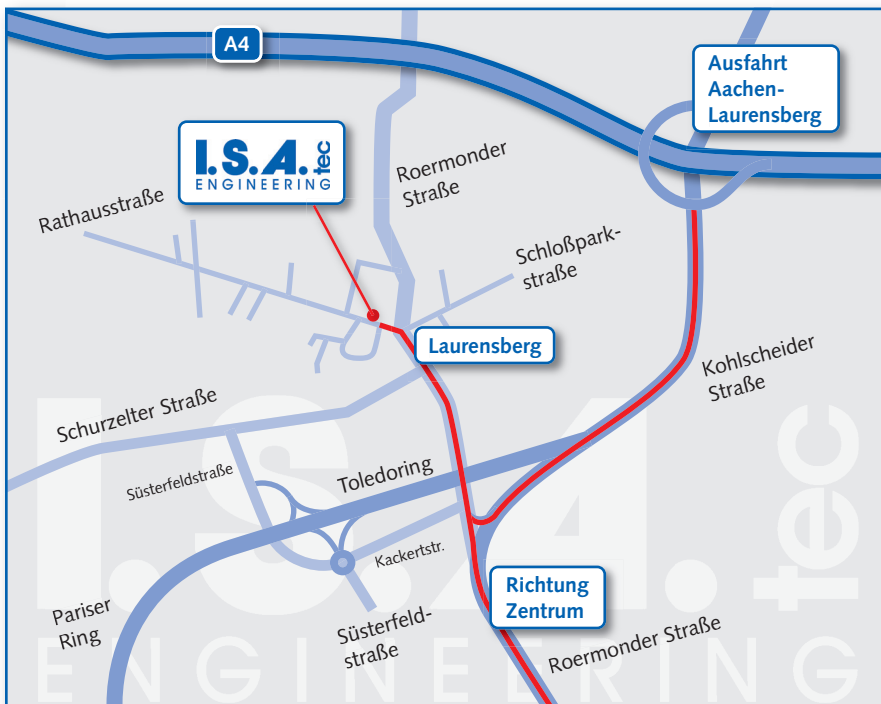 A4
Ausfahrt
Aachen-
Laurensberg
I.S.A. tec
ENGINEERING
Roermonder
Straße
Rathausstraße
Schloßpark-
straße
Laurensberg
Kohlscheider
Straße
Schurzelter Straße
Süsterfeldstraße
Toledoring
Kackertstr.
Pariser
Ring
Süsterfeld-
straße
Richtung
Zentrum
Roermonder Straße
I.S.A. tec
ENGINEERING